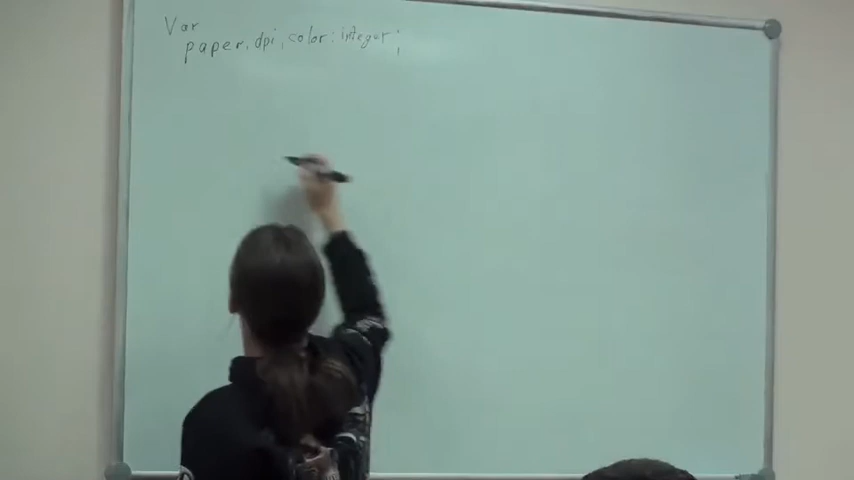 Var
paper, dpi, color: integer;